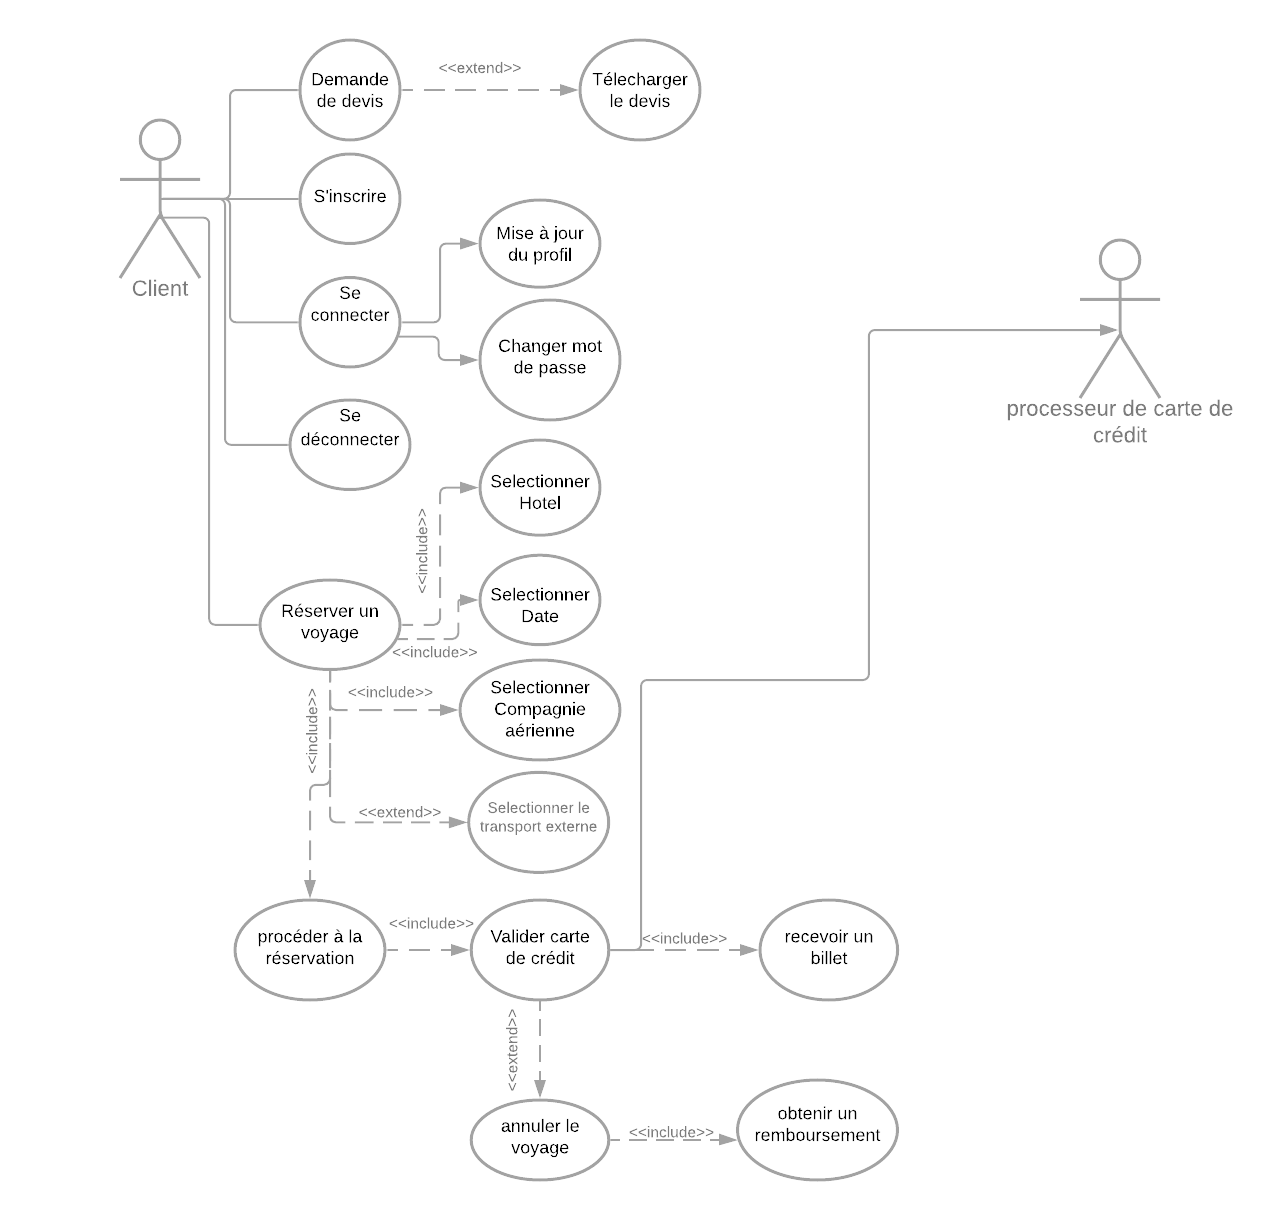 Demande
de devis
<<extend>>
Télecharger
le devis
S'inscrire
Client
Se
connecter
Mise à jour
du profil
Changer mot
de passe
processeur de carte de
crédit
Se
déconnecter
Selectionner
Hotel
<<include>>
Réserver un
voyage
Selectionner
Date
<<include>>
<<include>>
Selectionner
Compagnie
aérienne
<<include>>
<<extend>>
Selectionner le
transport externe
procéder à la
réservation
<<include>>
Valider carte
de crédit
<<include>>
recevoir un
billet
<<extend>>
annuler le
voyage
<<include>>
obtenir un
remboursement